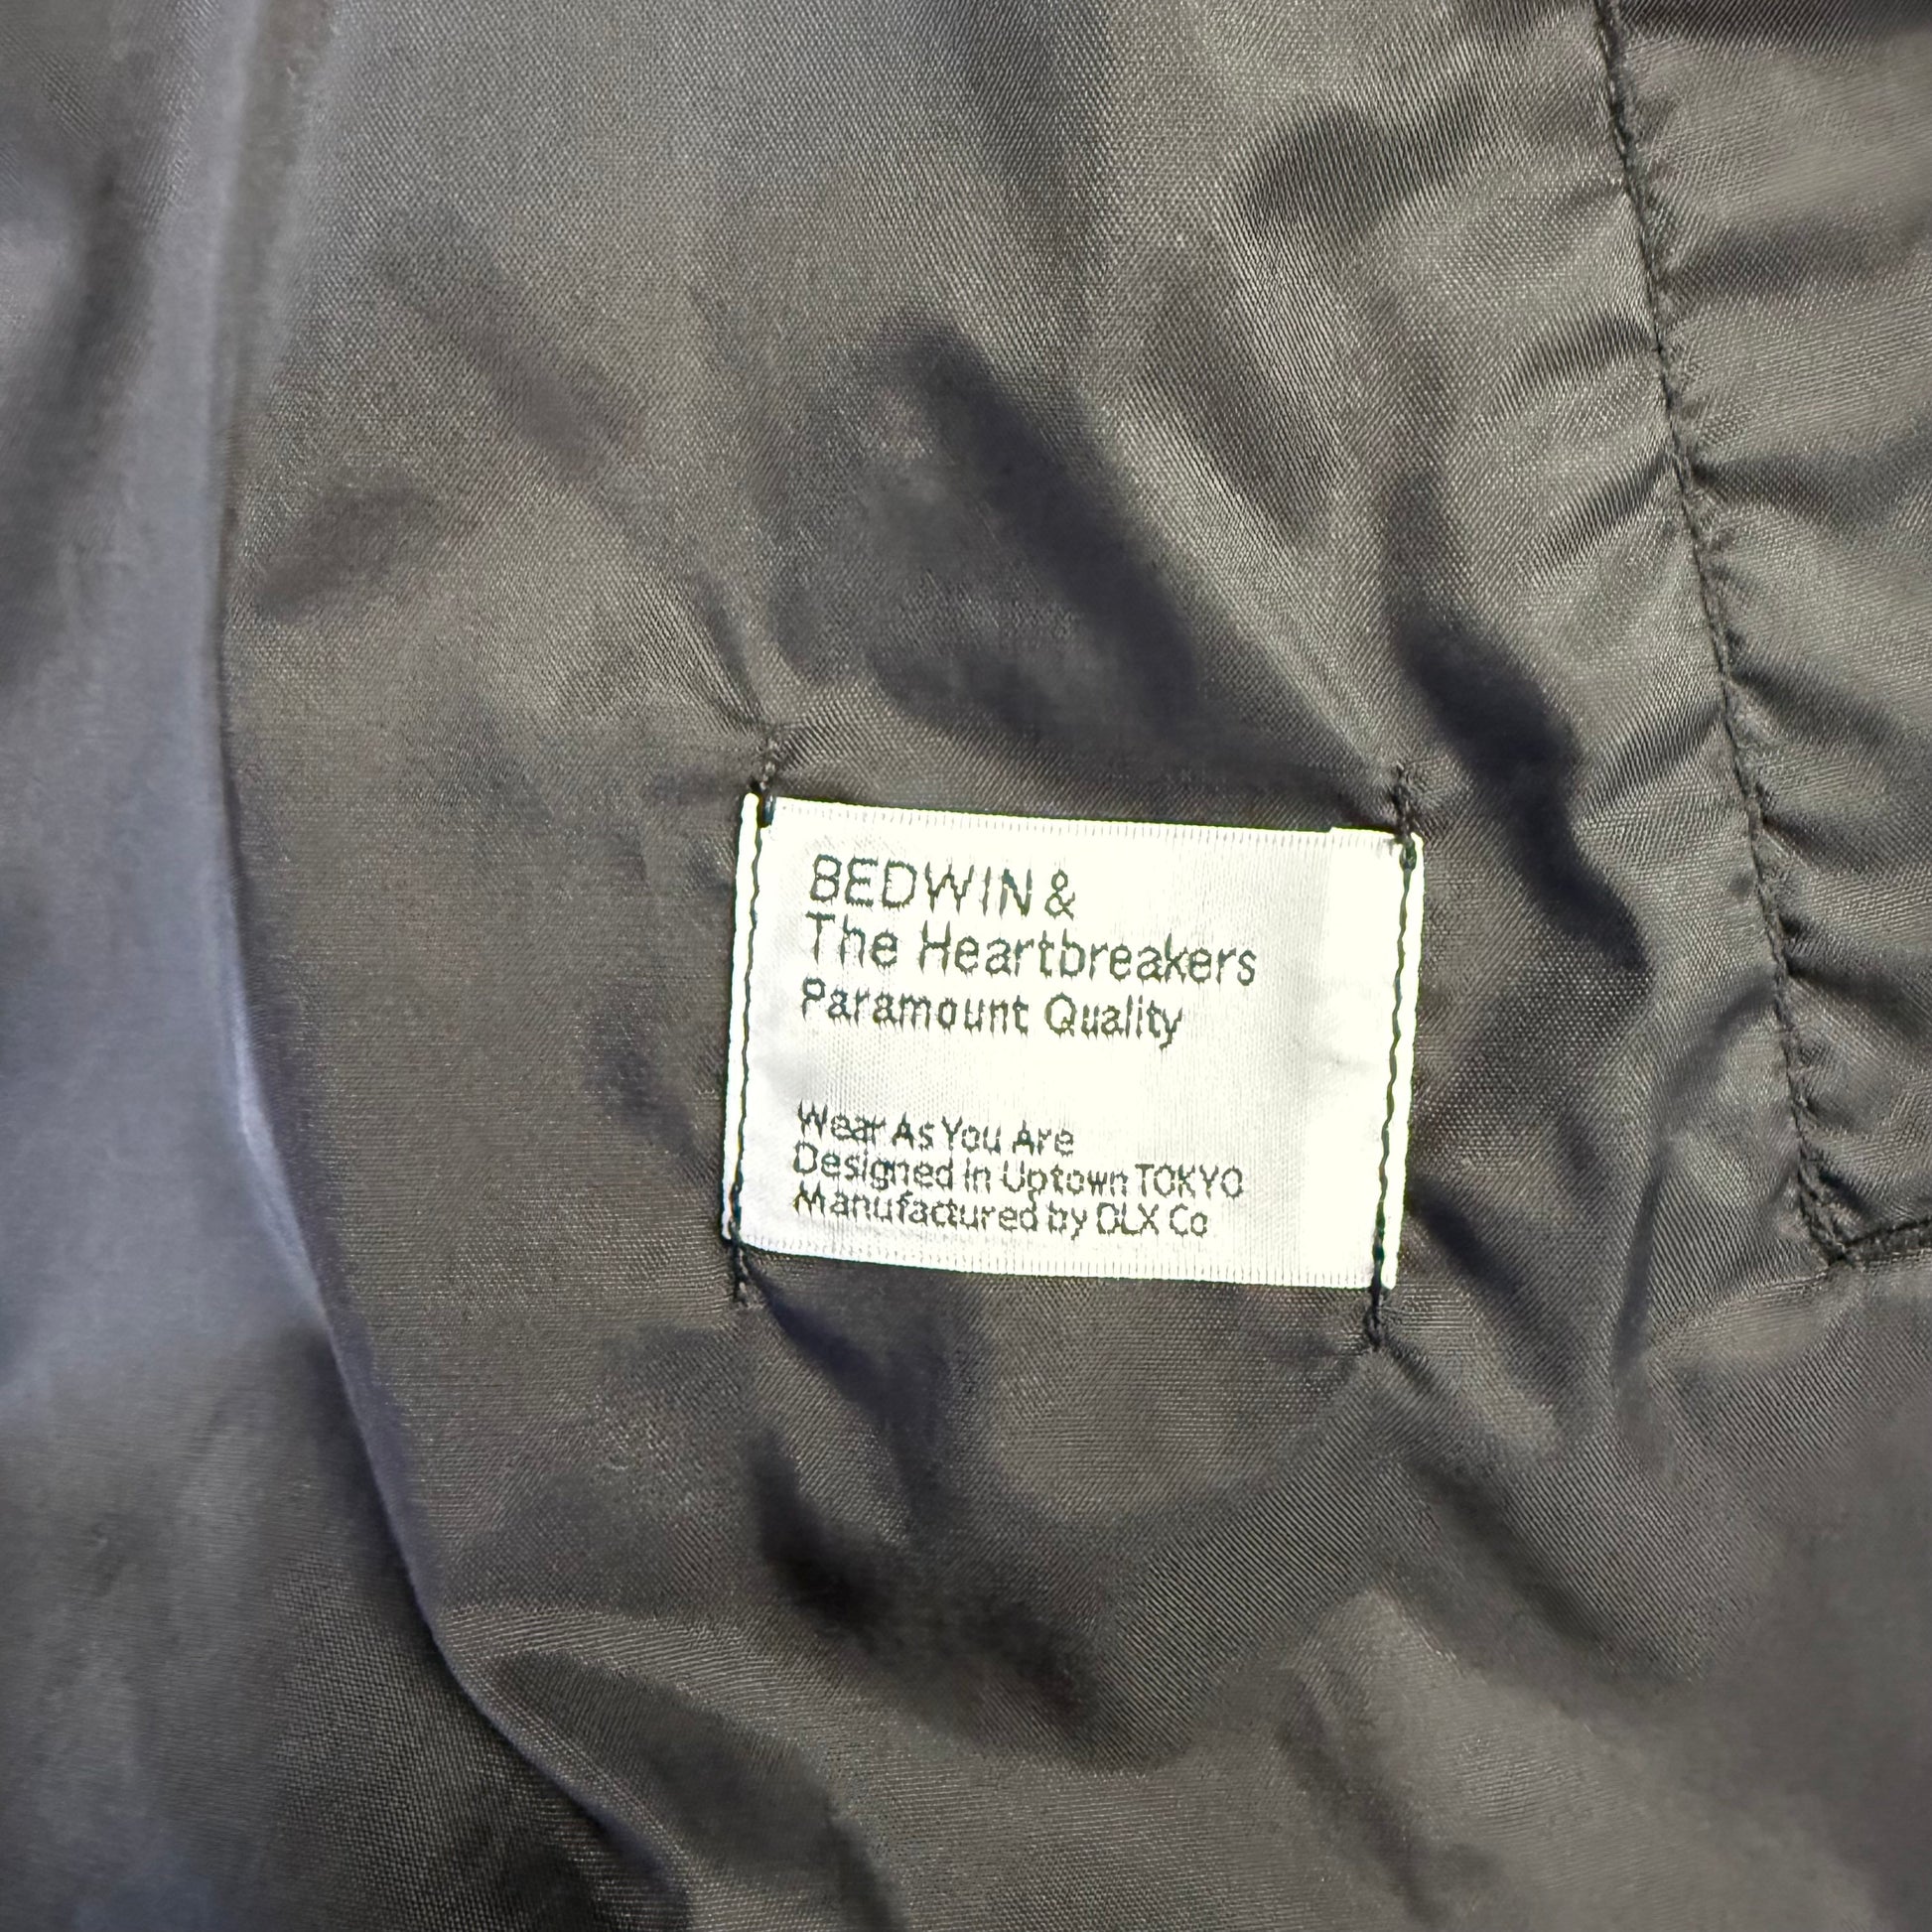 BEDWIN &
The Heartbreakers
Paramount Quality
Wear As You Are
Designed in Uptown TOKYO
Manufactured by DLX Co